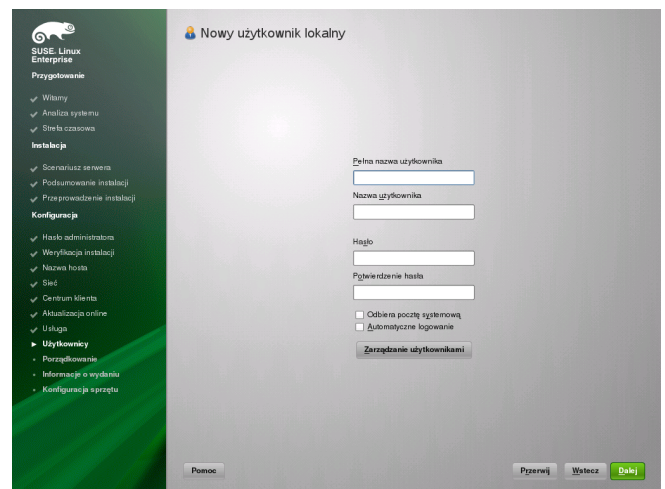 SUSE. Linux
Enterprise
Przygotowanie
Witamy
Analiza systemu
Strefa czasowa
Instalacja
Scenariusz serwera
Podsumowanie instalacji
Przeprowadzenie instalacji
Konfiguracja
Hasło administratora
Weryfikacja instalacji
Nazwa hosta
Sieć
Centrum klienta
Aktualizacja online
Usługa
Użytkownicy
Porządkowanie
Informacje o wydaniu
Konfiguracja sprzętu
Nowy użytkownik lokalny
Pełna nazwa użytkownika
Nazwa użytkownika
Hasło
Potwierdzenie hasła
Odbiera pocztę systemową
Automatyczne logowanie
Zarządzanie użytkownikami
Pomoc
Przerwij
Wstecz
Dalej